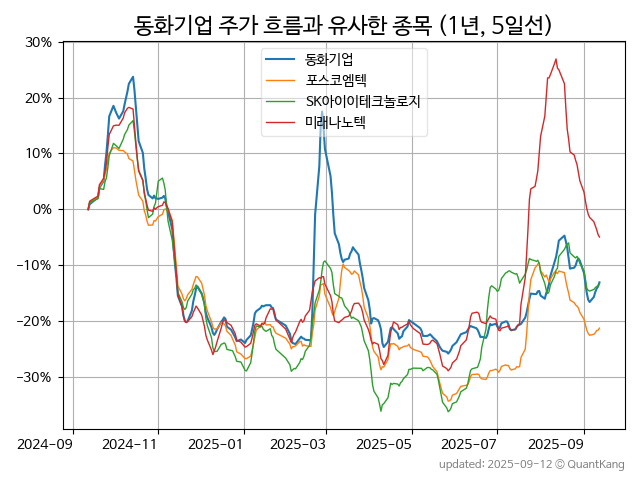 동화기업 주가 흐름과 유사한 종목 (1년, 5일선)
30%
20%
10%
0%
−10%
−20%
−30%
동화기업
포스코엠텍
SK아이이테크놀로지
미래나노텍
2024-09 2024-11 2025-01 2025-03 2025-05 2025-07 2025-09
updated: 2025-09-12 © QuantKang